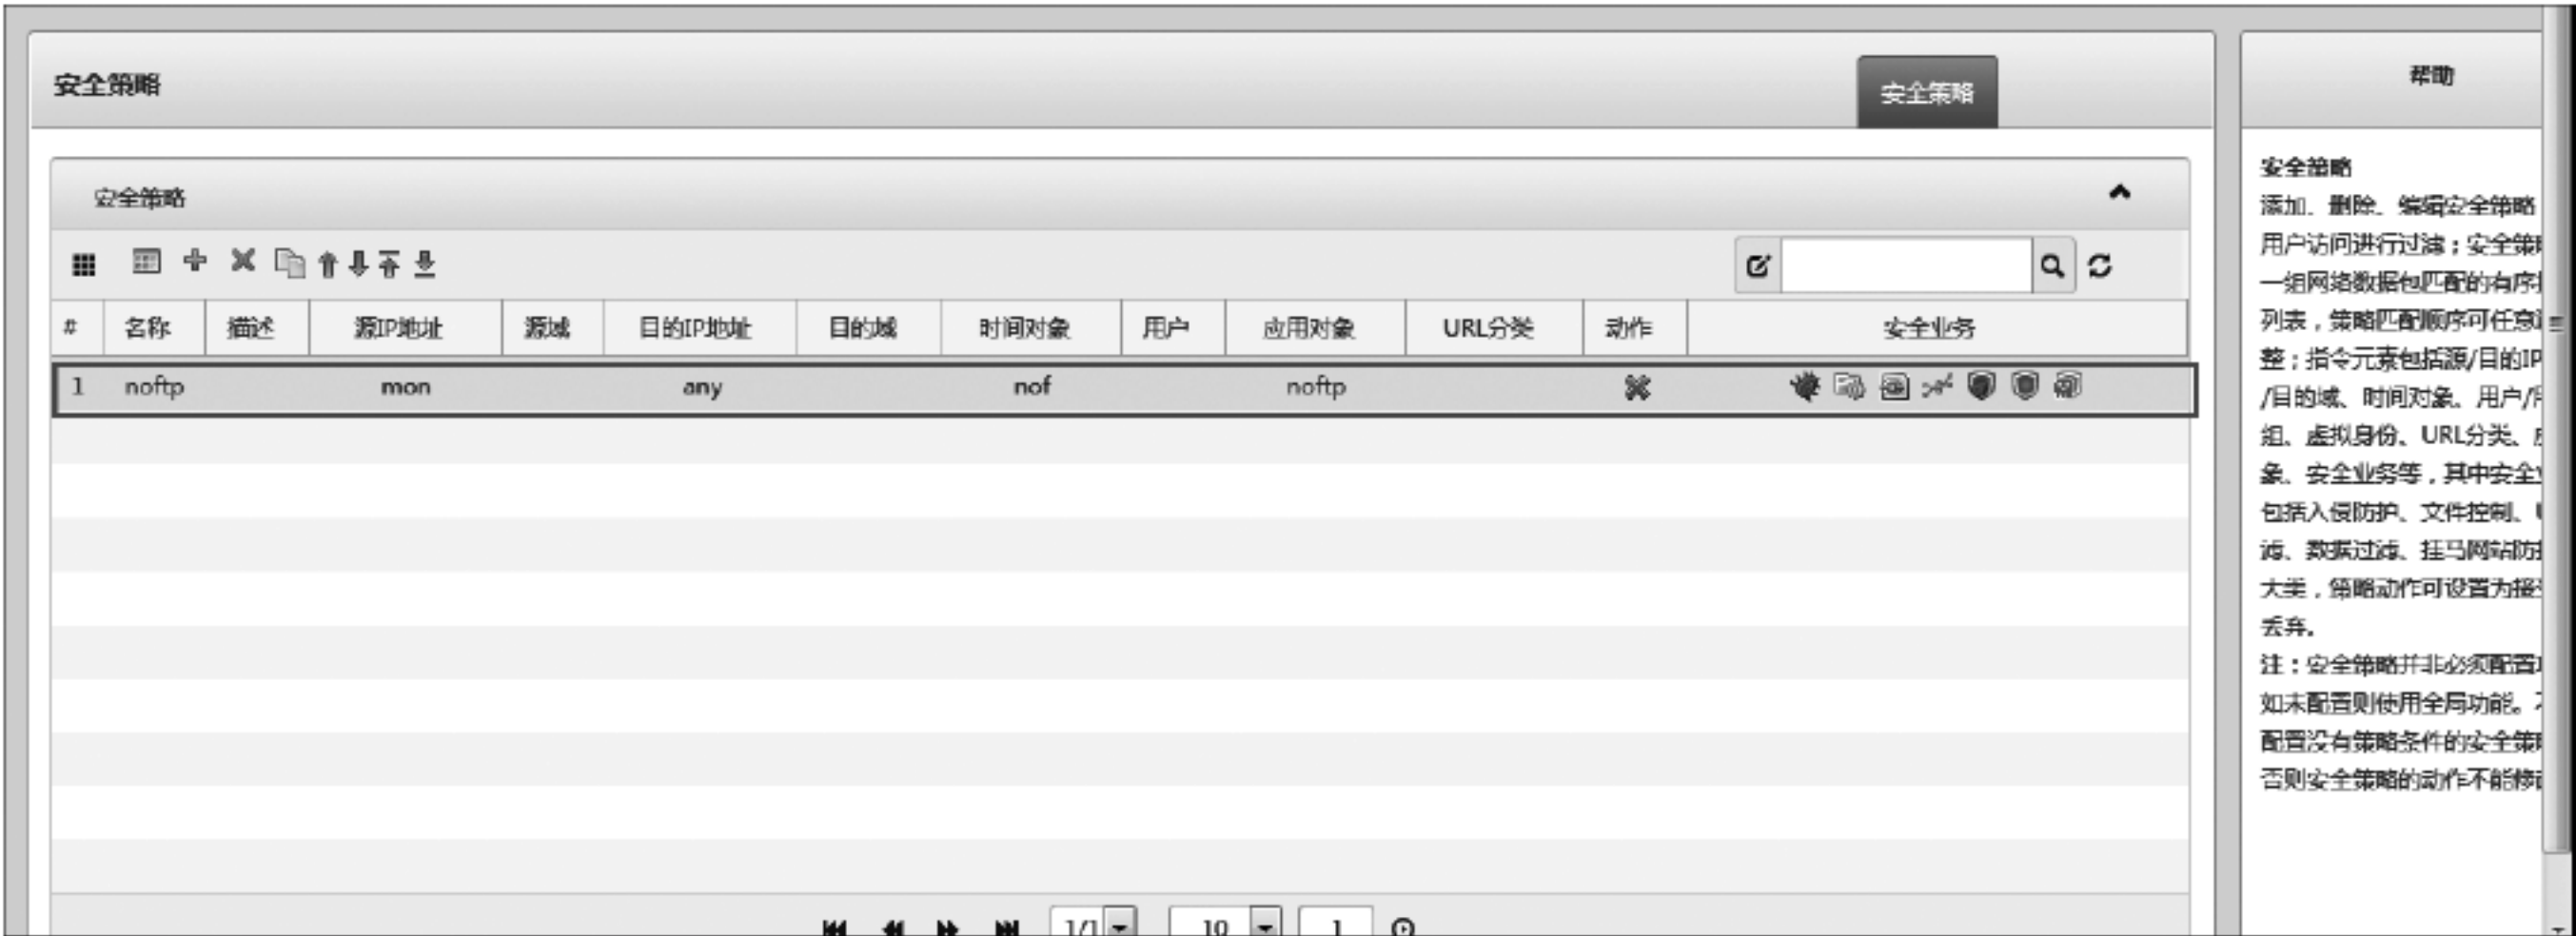 安全策略
安全策略
帮助
安全策略
# 名称 描述 源IP地址 源域 目的IP地址 目的域 时间对象 用户 应用对象 URL分类 动作 安全业务
1 noftp mon any nof noftp
1/1 10 1
安全策略
添加、删除、编辑安全策略
用户访问进行过滤；安全策
一组网络数据包匹配的有序
列表，策略匹配顺序可任意
整；指令元素包括源/目的IP
/目的域、时间对象、用户/
组、虚拟身份、URL分类、
象、安全业务等，其中安全
包括入侵防护、文件控制、
滤、数据过滤、挂马网站防
大类，策略动作可设置为接
丢弃。
注：安全策略并非必须配置
如未配置则使用全局功能。
配置没有策略条件的安全策
否则安全策略的动作不能修